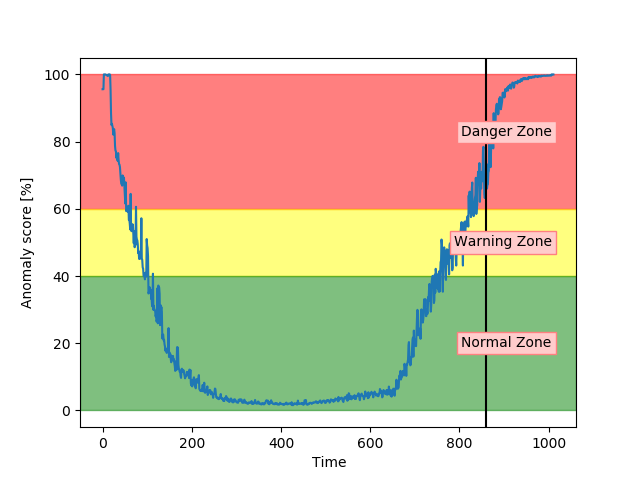 100
80
60
40
20
0
Anomaly score [%]
Danger Zone
Warning Zone
Normal Zone
0 200 400 600 800 1000
Time